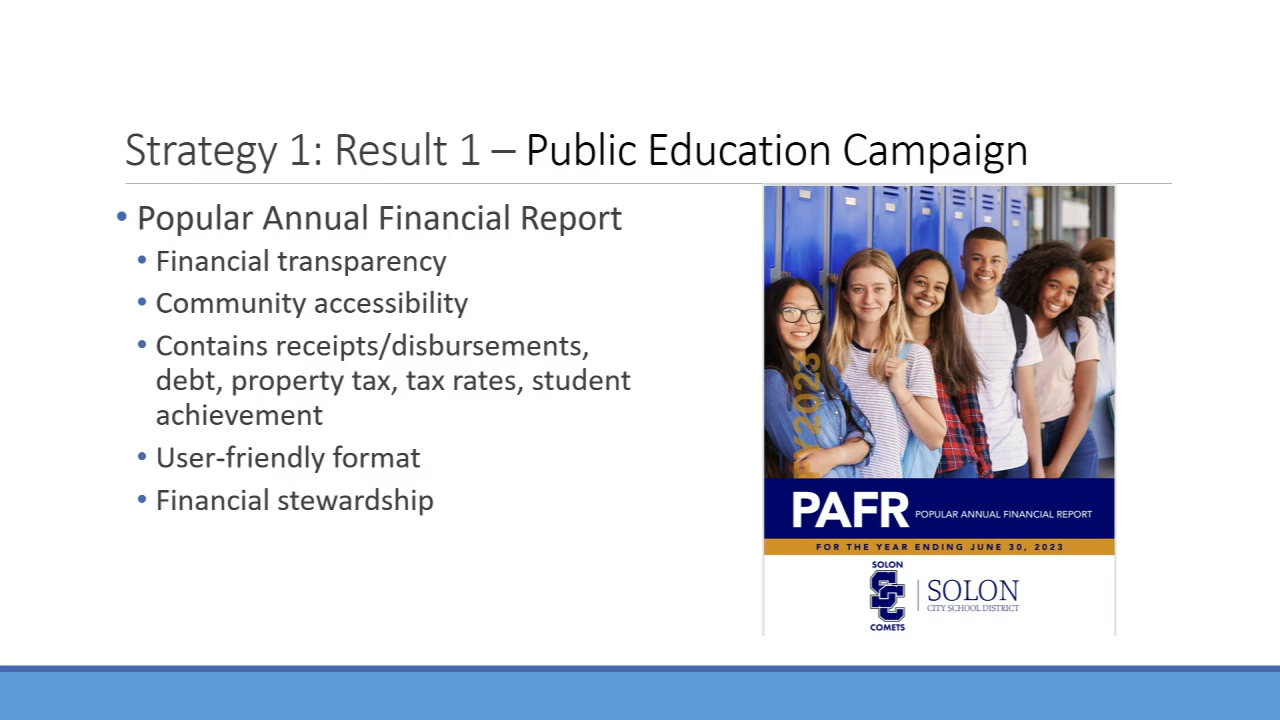 Strategy 1: Result 1 – Public Education Campaign
• Popular Annual Financial Report
• Financial transparency
• Community accessibility
• Contains receipts/disbursements,
debt, property tax, tax rates, student
achievement
• User-friendly format
• Financial stewardship
FY2023
PAFR POPULAR ANNUAL FINANCIAL REPORT
FOR THE YEAR ENDING JUNE 30, 2023
SOLON
SC
COMETS
SOLON
CITY SCHOOL DISTRICT